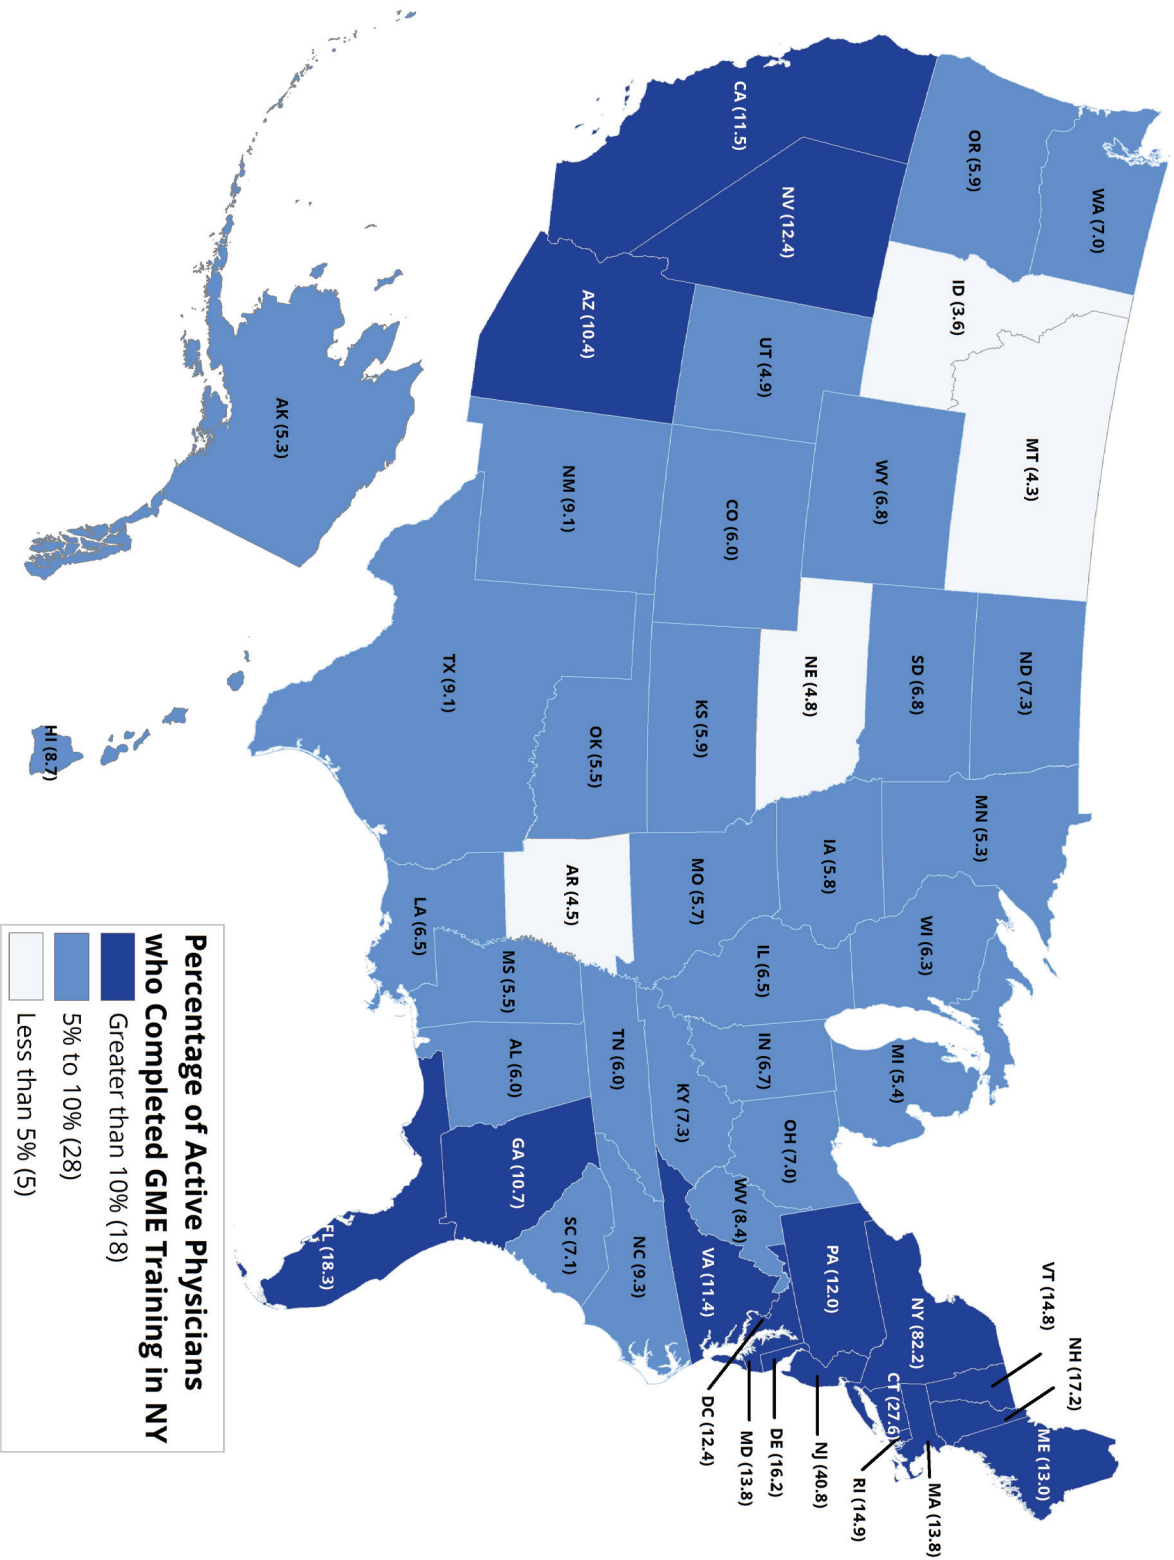 WA (7.0)
OR (5.9)
CA (11.5)
NV (12.4)
ID (3.6)
MT (4.3)
WY (6.8)
UT (4.9)
AZ (10.4)
CO (6.0)
NM (9.1)
ND (7.3)
SD (6.8)
NE (4.8)
KS (5.9)
OK (5.5)
TX (9.1)
MN (5.3)
IA (5.8)
MO (5.7)
AR (4.5)
LA (6.5)
WI (6.3)
IL (6.5)
MS (5.5)
MI (5.4)
IN (6.7)
KY (7.3)
TN (6.0)
AL (6.0)
OH (7.0)
WV (8.4)
GA (10.7)
FL (18.3)
SC (7.1)
NC (9.3)
VA (11.4)
PA (12.0)
NY (82.2)
VT (14.8)
NH (17.2)
ME (13.0)
MA (13.8)
RI (14.9)
CT (27.6)
NJ (40.8)
DE (16.2)
MD (13.8)
DC (12.4)
AK (5.3)
HI (8.7)
Percentage of Active Physicians
who Completed GME Training in NY
Greater than 10% (18)
5% to 10% (28)
Less than 5% (5)